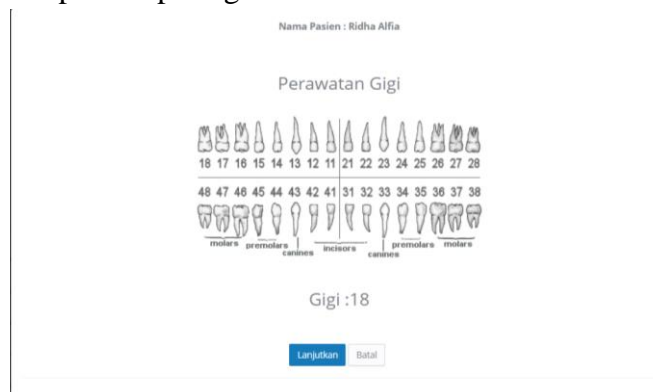 Nama Pasien : Ridha Alfia
Perawatan Gigi
18 17 16 15 14 13 12 11 21 22 23 24 25 26 27 28
48 47 46 45 44 43 42 41 31 32 33 34 35 36 37 38
molars premolars canines incisors canines premolars molars
Gigi :18
Lanjutkan Batal